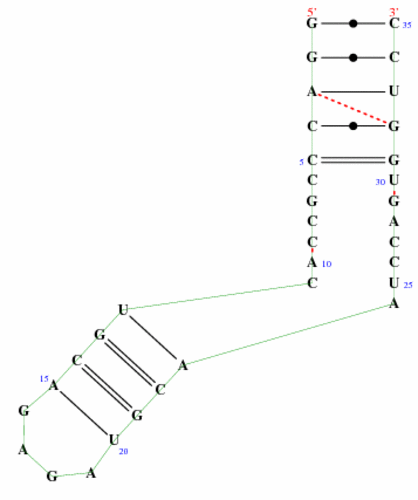 5' 3'
G C 35
G C
A U
C G
5 C G
C 30 U
G G
C A
C C
A 10 C
C U 25
A
U
G
C A
15 A C
G G
U 20
A A
G